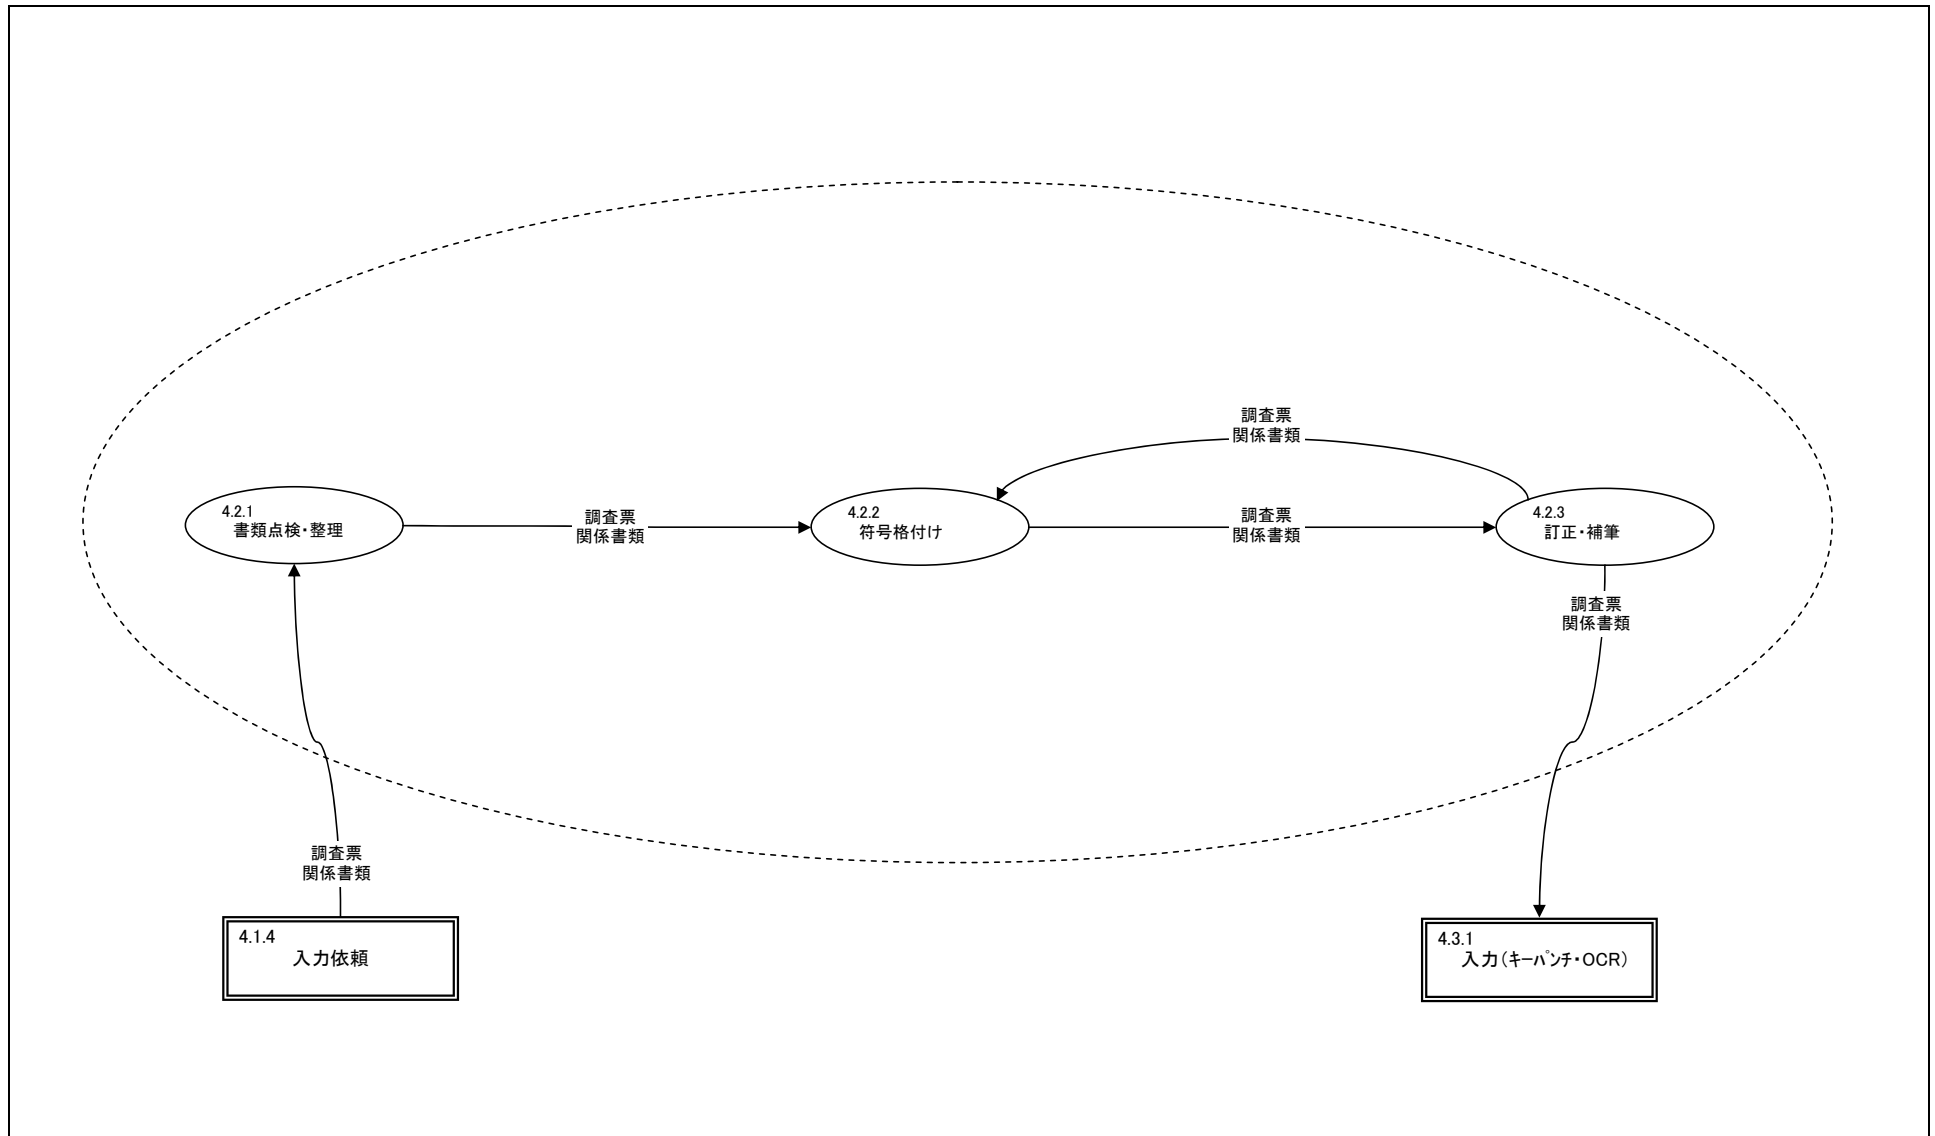 調査票
関係書類
4.2.1
書類点検・整理
調査票
関係書類
4.2.2
符号格付け
調査票
関係書類
4.2.3
訂正・補筆
調査票
関係書類
調査票
関係書類
4.1.4
入力依頼
4.3.1
入力（ｷｰﾊﾟﾝﾁ・OCR）